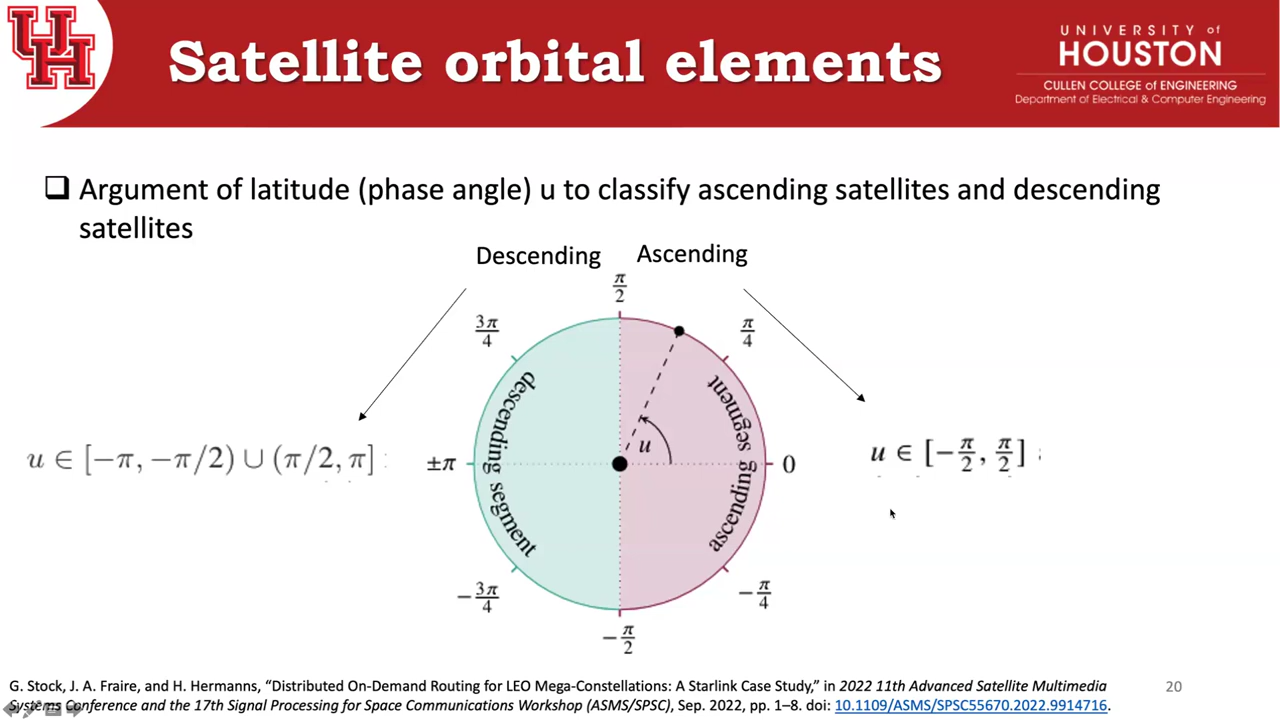 UH
Satellite orbital elements
UNIVERSITY of
HOUSTON
CULLEN COLLEGE of ENGINEERING
Department of Electrical & Computer Engineering
❑ Argument of latitude (phase angle) u to classify ascending satellites and descending
satellites
Descending
Ascending
π/2
3π/4
π/4
descending segment
ascending segment
u
u ∈ [−π, −π/2) ∪ (π/2, π]
±π
0
u ∈ [−π/2, π/2]
−3π/4
−π/4
−π/2
G. Stock, J. A. Fraire, and H. Hermanns, “Distributed On-Demand Routing for LEO Mega-Constellations: A Starlink Case Study,” in 2022 11th Advanced Satellite Multimedia
Systems Conference and the 17th Signal Processing for Space Communications Workshop (ASMS/SPSC), Sep. 2022, pp. 1–8. doi: 10.1109/ASMS/SPSC55670.2022.9914716.
20